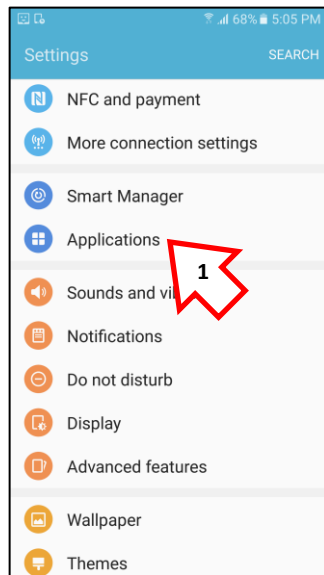 68% 5:05 PM
Settings SEARCH
NFC and payment
More connection settings
Smart Manager
Applications
1
Sounds and vi
Notifications
Do not disturb
Display
Advanced features
Wallpaper
Themes